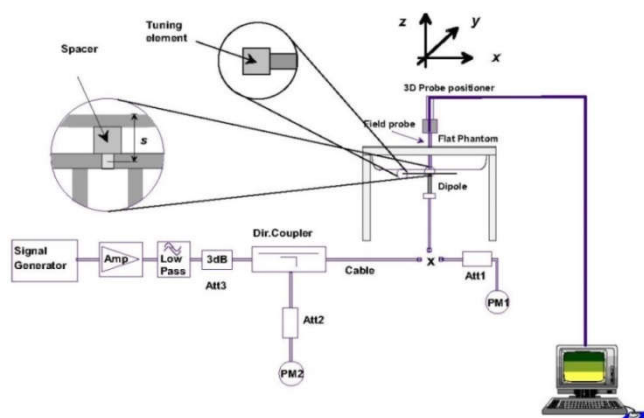 Tuning
element
Spacer
s
z
y
x
3D Probe positioner
Field probe
Flat Phantom
Dipole
Signal
Generator
Amp
Low
Pass
3dB
Att3
Dir.Coupler
Cable
x
Att1
PM1
Att2
PM2